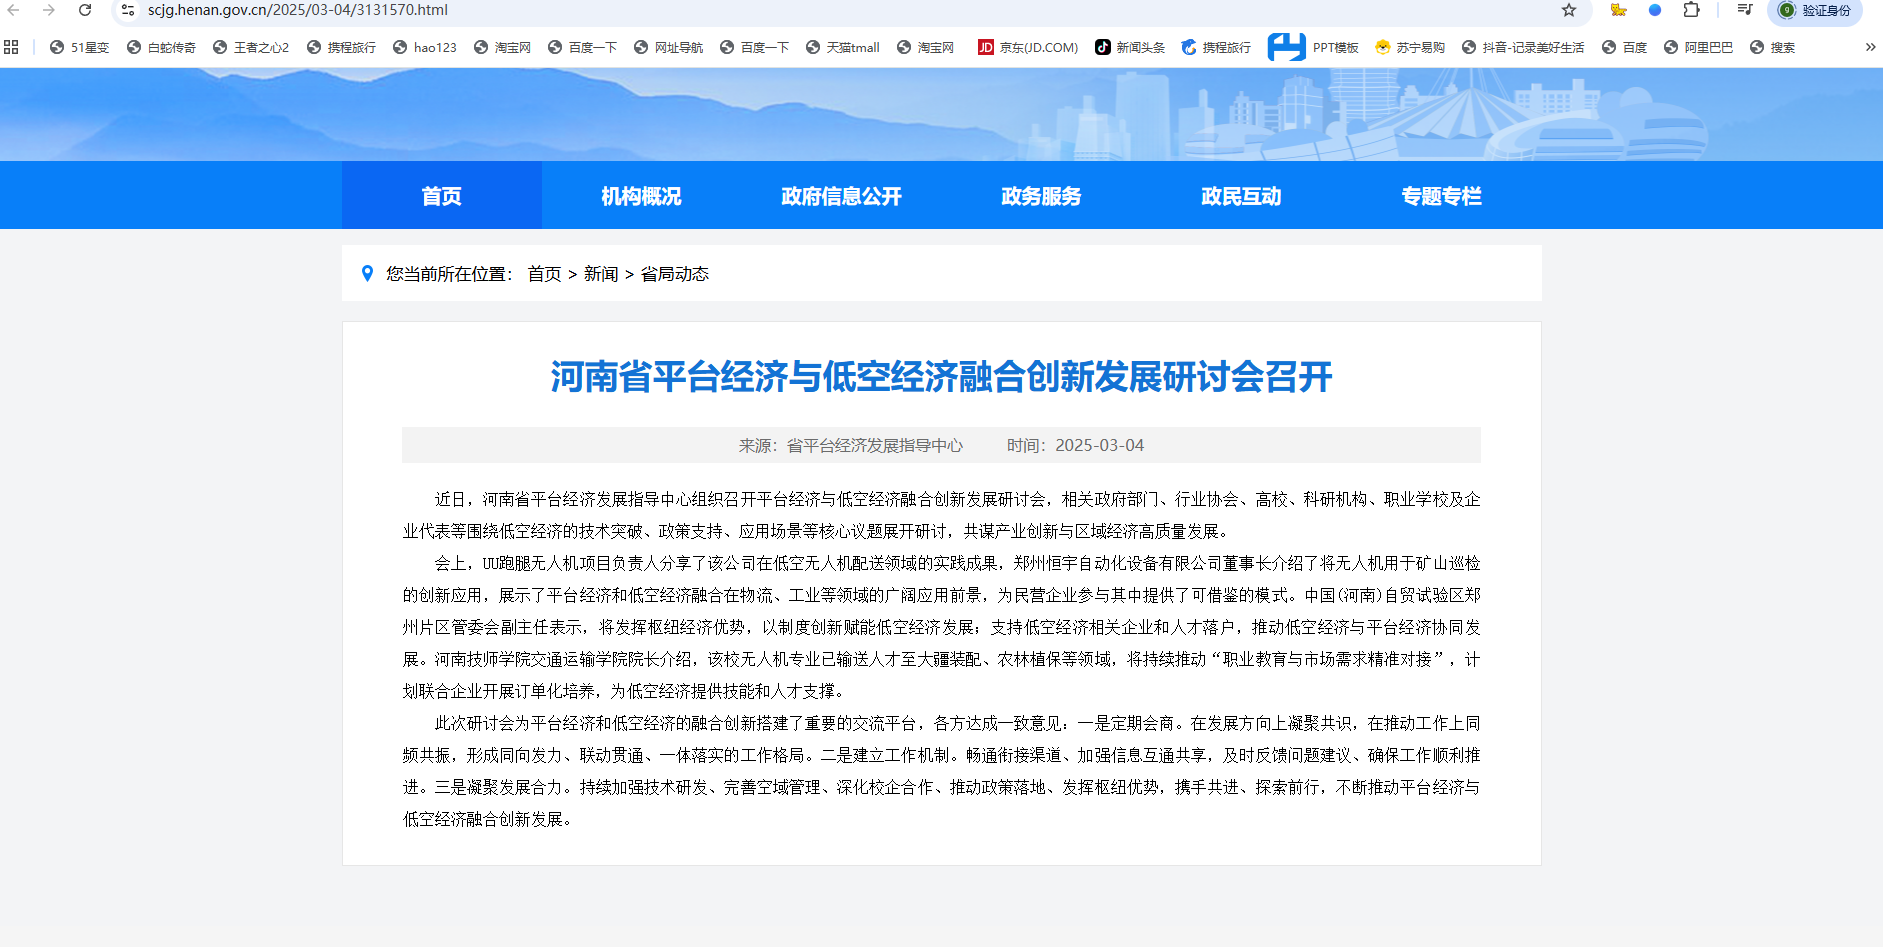 scjg.henan.gov.cn/2025/03-04/3131570.html
g 验证身份
51星变 白蛇传奇 王者之心2 携程旅行 hao123 淘宝网 百度一下 网址导航 百度一下 天猫tmall 淘宝网 JD 京东(JD.COM) 新闻头条 携程旅行 PPT模板 苏宁易购 抖音-记录美好生活 百度 阿里巴巴 搜索 »
首页 机构概况 政府信息公开 政务服务 政民互动 专题专栏
您当前所在位置： 首页 > 新闻 > 省局动态
河南省平台经济与低空经济融合创新发展研讨会召开
来源：省平台经济发展指导中心 时间：2025-03-04
近日，河南省平台经济发展指导中心组织召开平台经济与低空经济融合创新发展研讨会，相关政府部门、行业协会、高校、科研机构、职业学校及企
业代表等围绕低空经济的技术突破、政策支持、应用场景等核心议题展开研讨，共谋产业创新与区域经济高质量发展。
会上，UU跑腿无人机项目负责人分享了该公司在低空无人机配送领域的实践成果，郑州恒宇自动化设备有限公司董事长介绍了将无人机用于矿山巡检
的创新应用，展示了平台经济和低空经济融合在物流、工业等领域的广阔应用前景，为民营企业参与其中提供了可借鉴的模式。中国(河南)自贸试验区郑
州片区管委会副主任表示，将发挥枢纽经济优势，以制度创新赋能低空经济发展；支持低空经济相关企业和人才落户，推动低空经济与平台经济协同发
展。河南技师学院交通运输学院院长介绍，该校无人机专业已输送人才至大疆装配、农林植保等领域，将持续推动“职业教育与市场需求精准对接”，计
划联合企业开展订单化培养，为低空经济提供技能和人才支撑。
此次研讨会为平台经济和低空经济的融合创新搭建了重要的交流平台，各方达成一致意见：一是定期会商。在发展方向上凝聚共识，在推动工作上同
频共振，形成同向发力、联动贯通、一体落实的工作格局。二是建立工作机制。畅通衔接渠道、加强信息互通共享，及时反馈问题建议、确保工作顺利推
进。三是凝聚发展合力。持续加强技术研发、完善空域管理、深化校企合作、推动政策落地、发挥枢纽优势，携手共进、探索前行，不断推动平台经济与
低空经济融合创新发展。